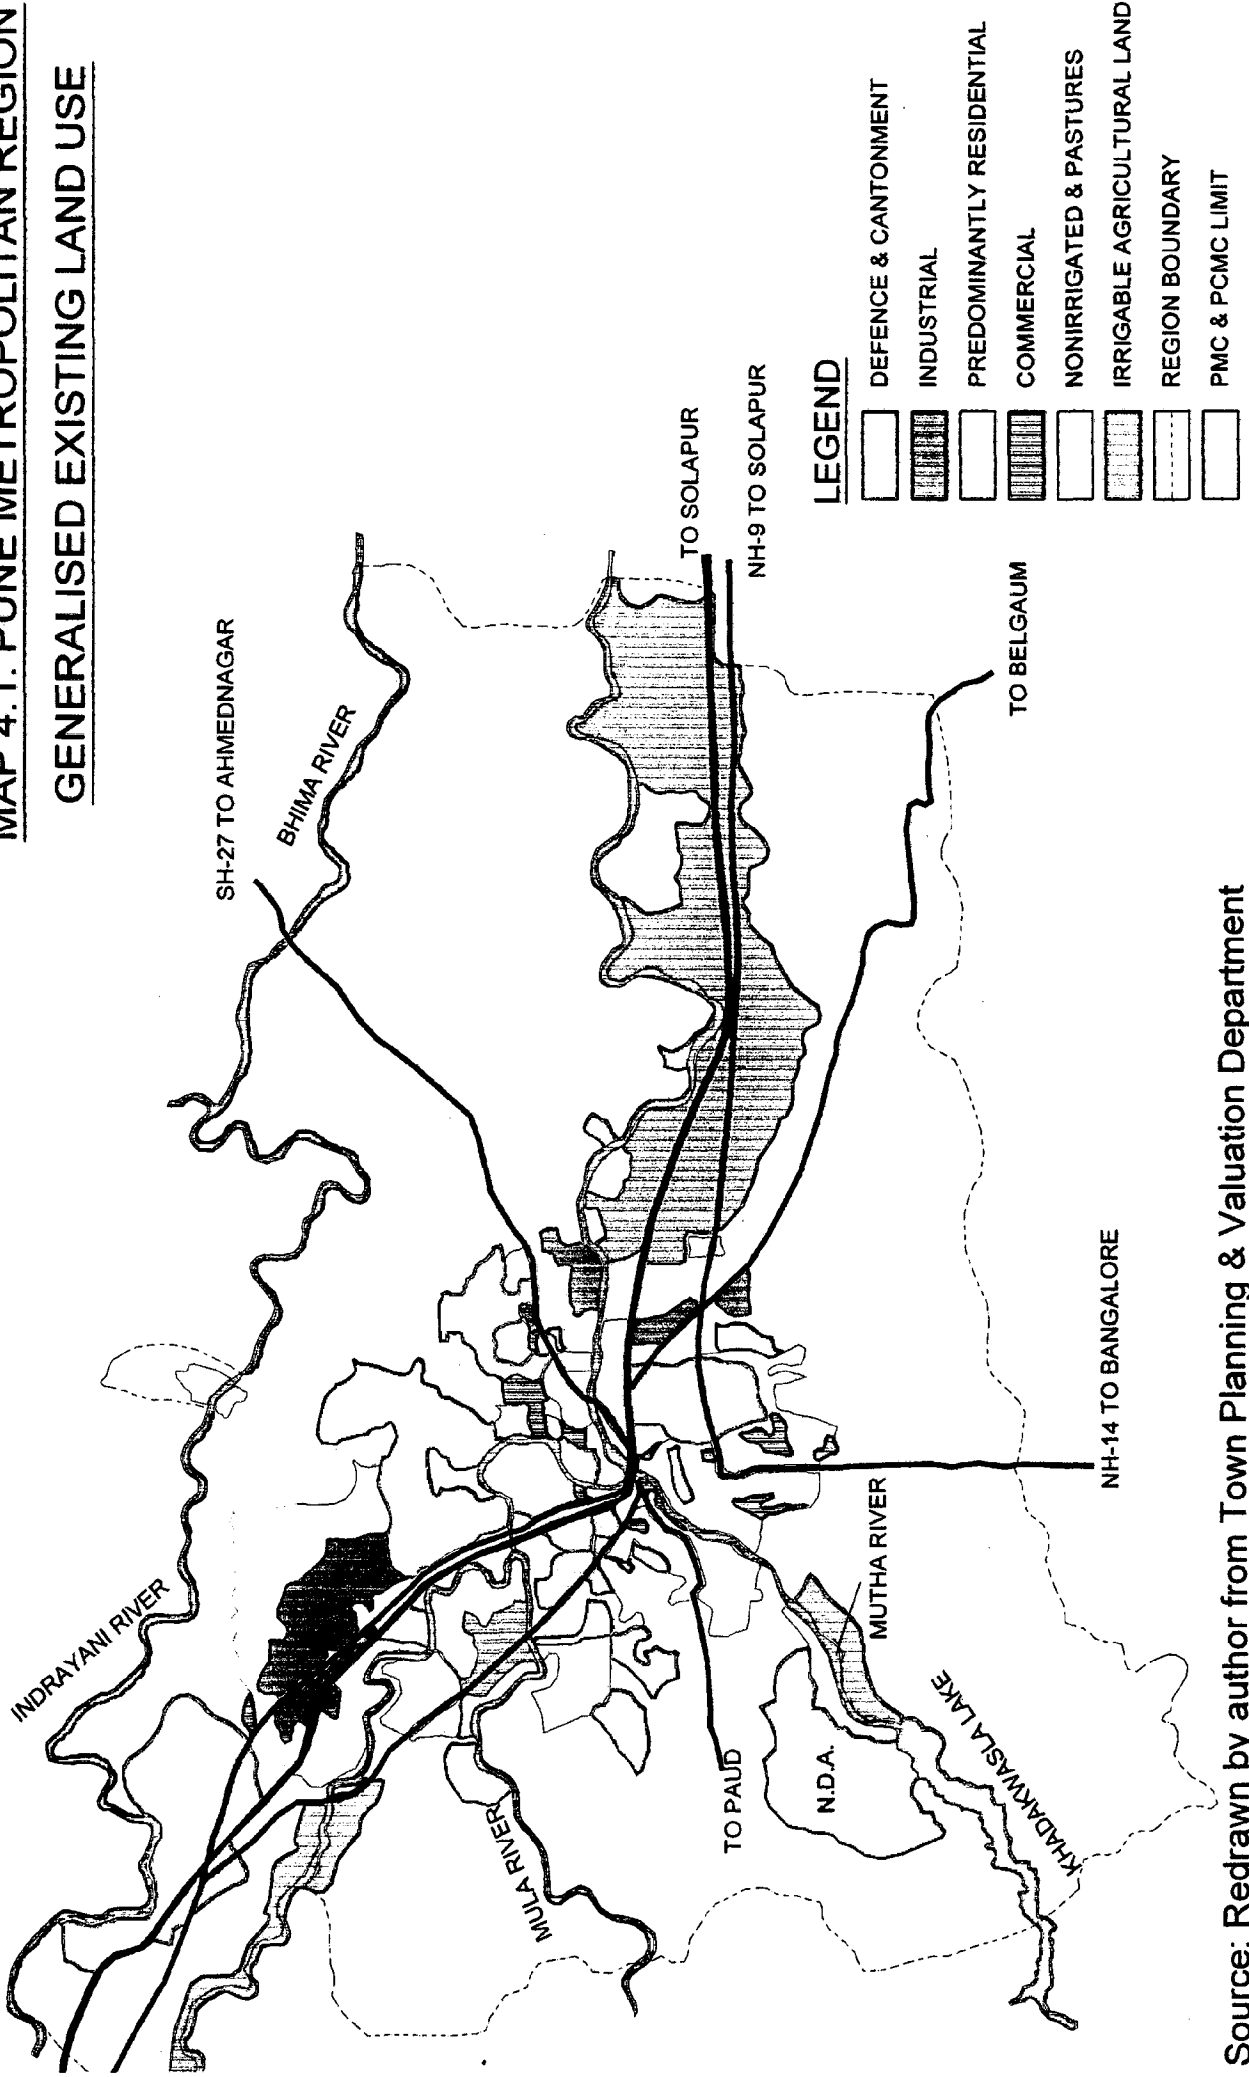 MAP 4.1. PUNE METROPOLITAN REGION
GENERALISED EXISTING LAND USE
INDRAYANI RIVER
SH-27 TO AHMEDNAGAR
BHIMA RIVER
MULA RIVER
TO PAUD
N.D.A.
MUTHA RIVER
KHADAKWASLA LAKE
NH-14 TO BANGALORE
TO BELGAUM
TO SOLAPUR
NH-9 TO SOLAPUR
LEGEND
DEFENCE & CANTONMENT
INDUSTRIAL
PREDOMINANTLY RESIDENTIAL
COMMERCIAL
NONIRRIGATED & PASTURES
IRRIGABLE AGRICULTURAL LAND
REGION BOUNDARY
PMC & PCMC LIMIT
Source: Redrawn by author from Town Planning & Valuation Department